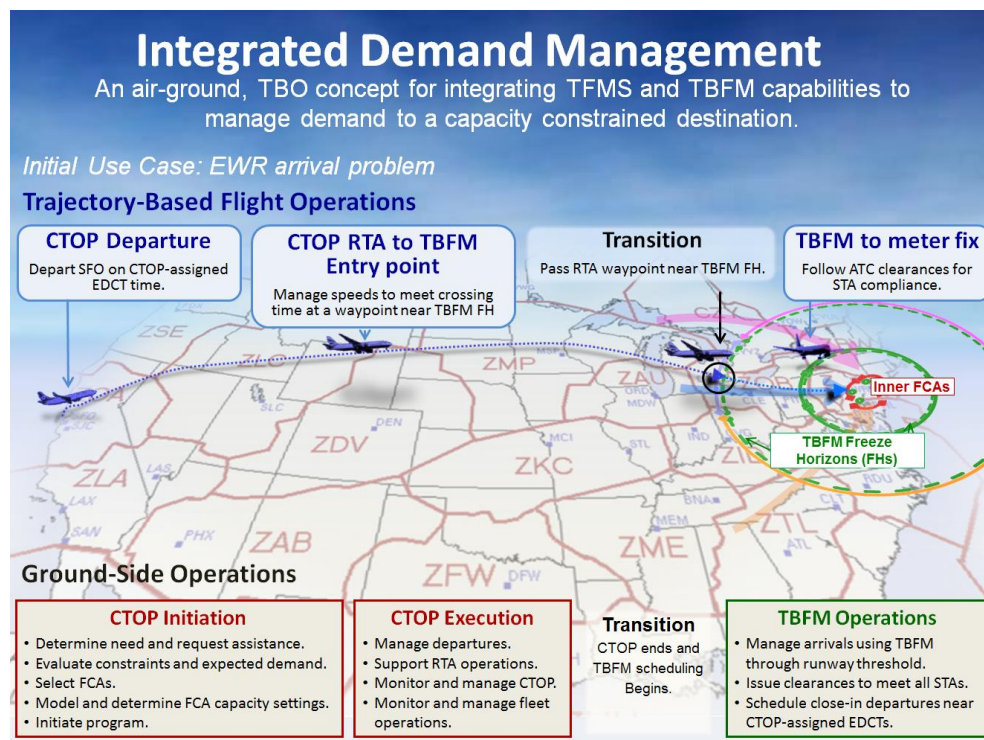 Integrated Demand Management
An air-ground, TBO concept for integrating TFMS and TBFM capabilities to
manage demand to a capacity constrained destination.
Initial Use Case: EWR arrival problem
Trajectory-Based Flight Operations
CTOP Departure
Depart SFO on CTOP-assigned
EDCT time.
CTOP RTA to TBFM
Entry point
Manage speeds to meet crossing
time at a waypoint near TBFM FH
Transition
Pass RTA waypoint near TBFM FH.
TBFM to meter fix
Follow ATC clearances for
STA compliance.
ZSE
ZLC
ZMP
ZAU
SLC
DEN
ZDV
MCI
STL
IND
MDW
CLE
Inner FCAs
TBFM Freeze
Horizons (FHs)
SJC
ZLA
LAS
LAX
SAN
PHX
ZAB
ZKC
BNA
MEM
ZME
ZTL
ATL
CLT
RDU
ZFW
DFW
Ground-Side Operations
CTOP Initiation
• Determine need and request assistance.
• Evaluate constraints and expected demand.
• Select FCAs.
• Model and determine FCA capacity settings.
• Initiate program.
CTOP Execution
• Manage departures.
• Support RTA operations.
• Monitor and manage CTOP.
• Monitor and manage fleet
operations.
Transition
CTOP ends and
TBFM scheduling
Begins.
TBFM Operations
• Manage arrivals using TBFM
through runway threshold.
• Issue clearances to meet all STAs.
• Schedule close-in departures near
CTOP-assigned EDCTs.